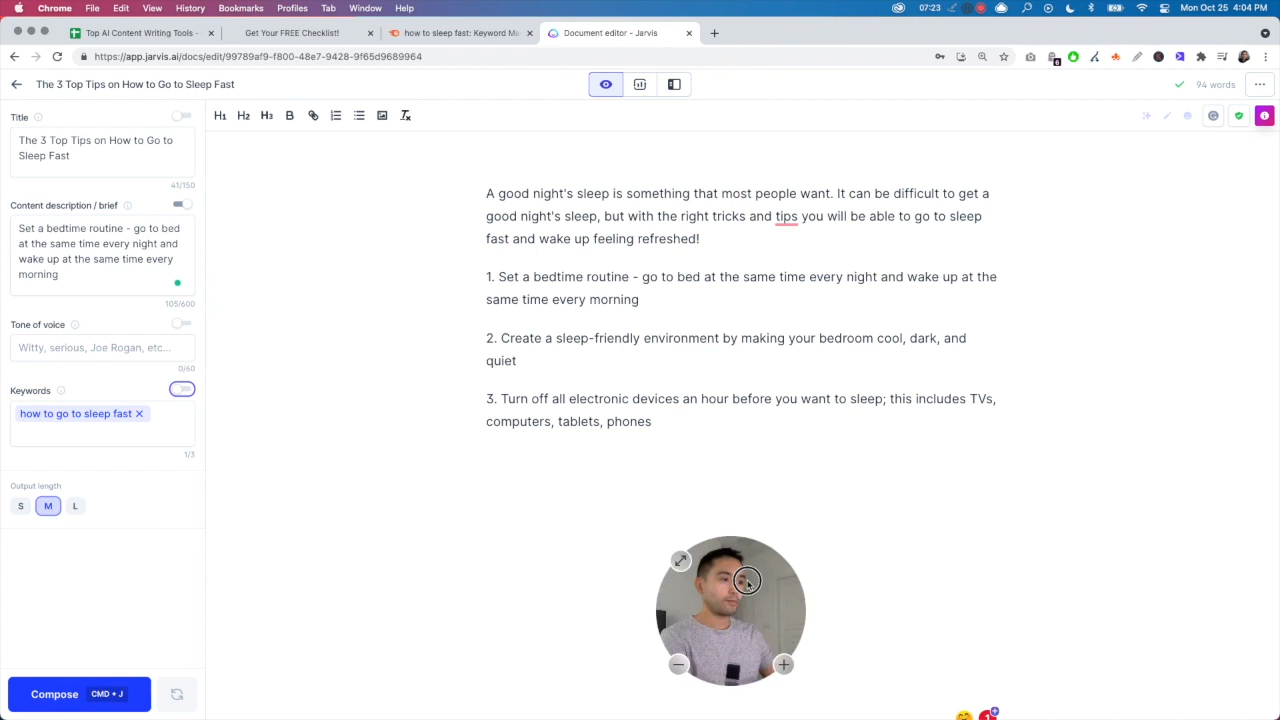 Chrome File Edit View History Bookmarks Profiles Tab Window Help 07:23 Mon Oct 25 4:04 PM
Top AI Content Writing Tools - Get Your FREE Checklist! how to sleep fast: Keyword Ma Document editor - Jarvis
https://app.jarvis.ai/docs/edit/99789af9-f800-48e7-9428-9f65d9689964
The 3 Top Tips on How to Go to Sleep Fast 94 words
H1 H2 H3 B
Title
The 3 Top Tips on How to Go to
Sleep Fast
41/150
Content description / brief
Set a bedtime routine - go to bed
at the same time every night and
wake up at the same time every
morning
105/600
Tone of voice
Witty, serious, Joe Rogan, etc...
0/60
Keywords
how to go to sleep fast
1/3
Output length
S M L
Compose CMD + J
A good night's sleep is something that most people want. It can be difficult to get a
good night's sleep, but with the right tricks and tips you will be able to go to sleep
fast and wake up feeling refreshed!
1. Set a bedtime routine - go to bed at the same time every night and wake up at the
same time every morning
2. Create a sleep-friendly environment by making your bedroom cool, dark, and
quiet
3. Turn off all electronic devices an hour before you want to sleep; this includes TVs,
computers, tablets, phones